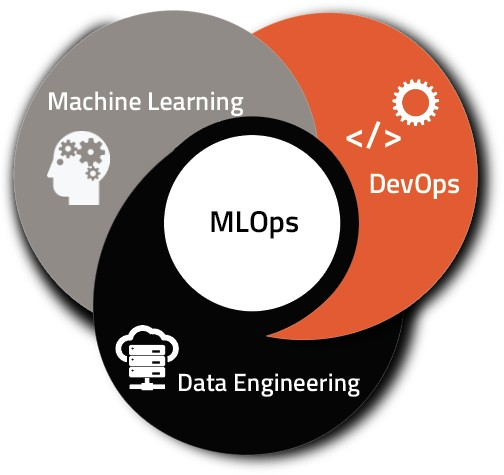 Machine Learning
</>
DevOps
MLOps
Data Engineering